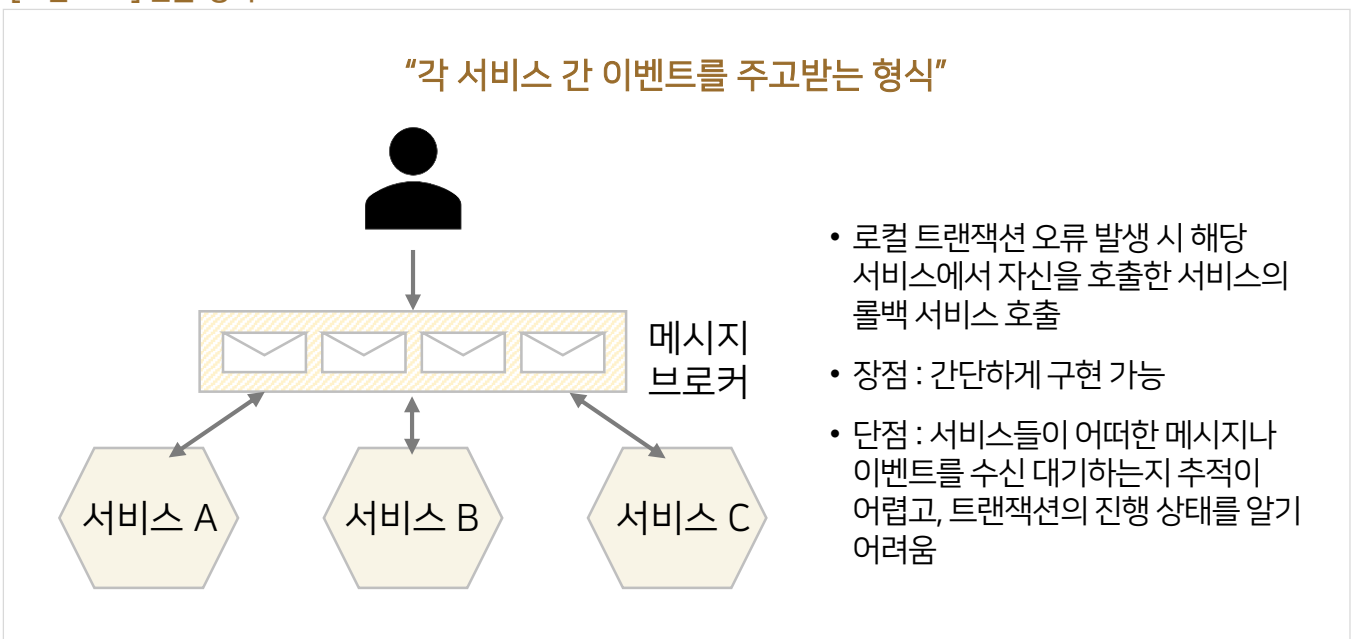 “각 서비스 간 이벤트를 주고받는 형식”
메시지
브로커
서비스 A
서비스 B
서비스 C
• 로컬 트랜잭션 오류 발생 시 해당
서비스에서 자신을 호출한 서비스의
롤백 서비스 호출
• 장점 : 간단하게 구현 가능
• 단점 : 서비스들이 어떠한 메시지나
이벤트를 수신 대기하는지 추적이
어렵고, 트랜잭션의 진행 상태를 알기
어려움